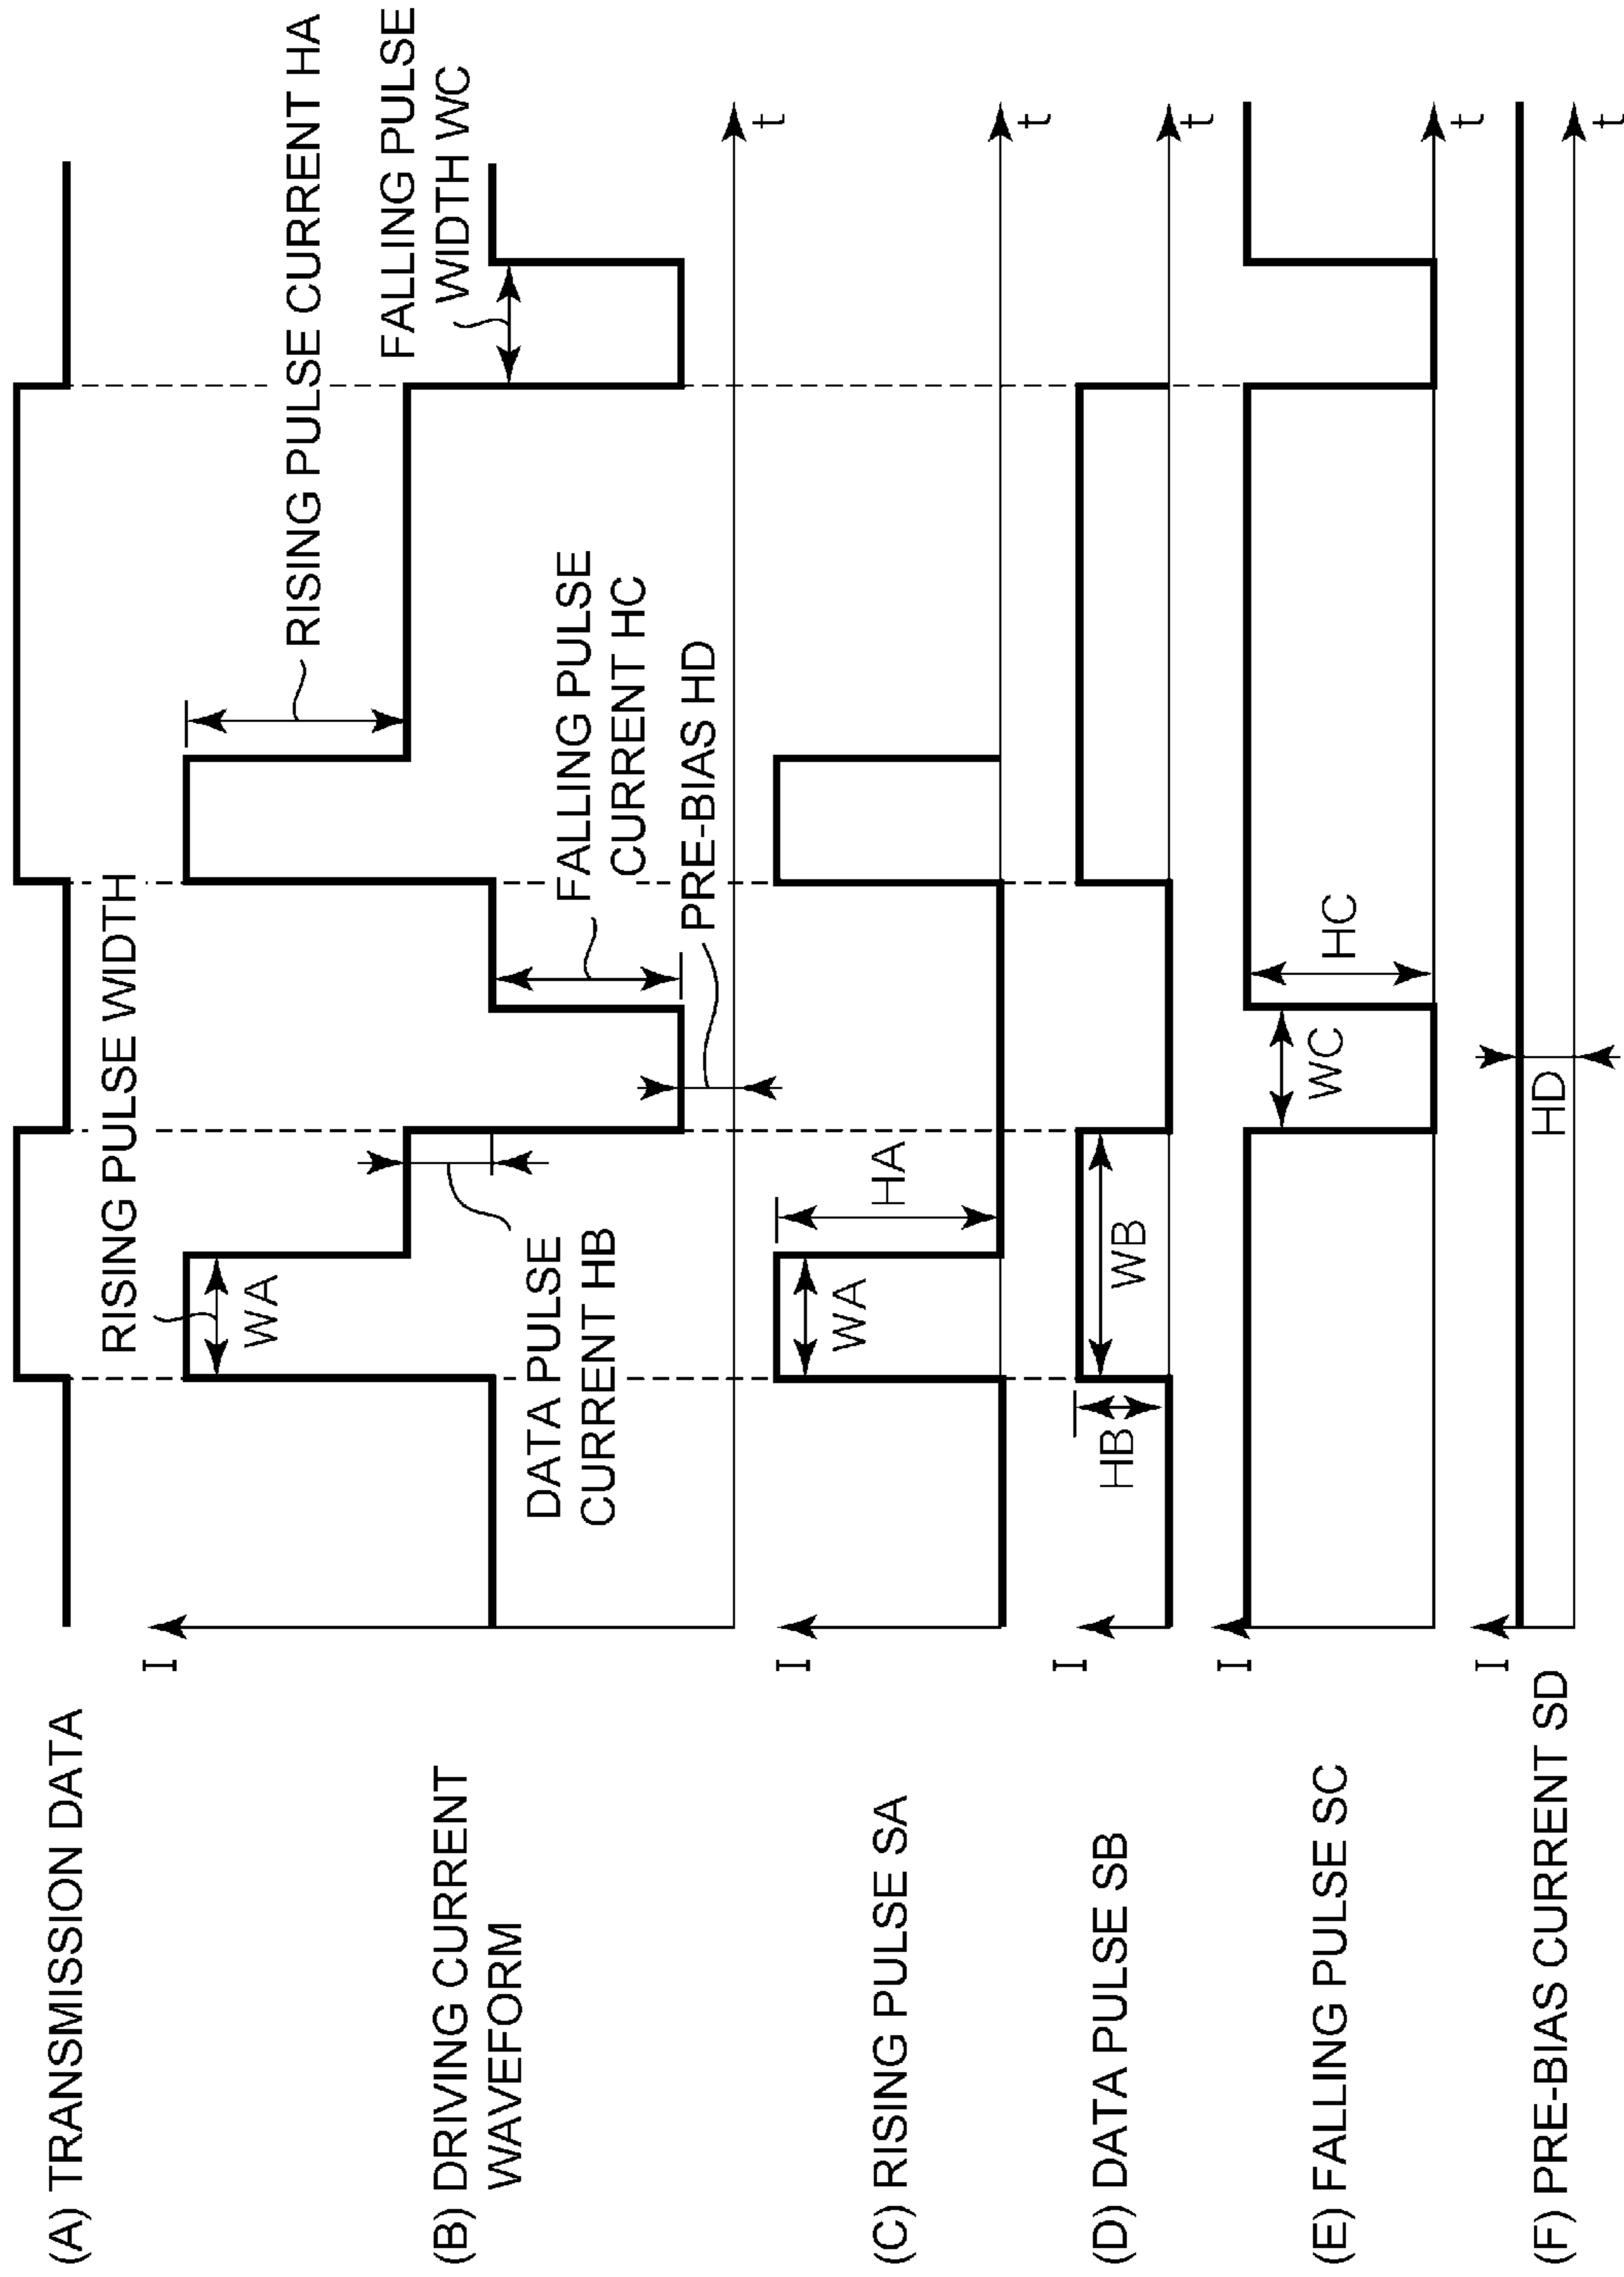 (A) TRANSMISSION DATA
RISING PULSE WIDTH
I
WA
RISING PULSE CURRENT HA
FALLING PULSE
WIDTH WC
(B) DRIVING CURRENT
WAVEFORM
DATA PULSE
CURRENT HB
FALLING PULSE
CURRENT HC
PRE-BIAS HD
t
(C) RISING PULSE SA
I
WA
HA
t
(D) DATA PULSE SB
I
HB
WB
t
(E) FALLING PULSE SC
I
WC
HC
t
(F) PRE-BIAS CURRENT SD
I
HD
t